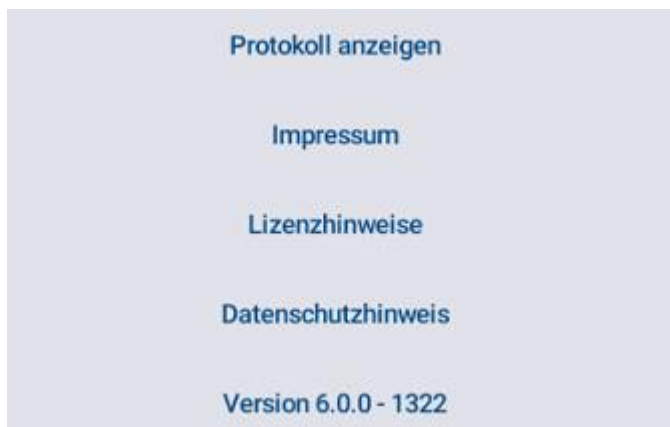 Protokoll anzeigen
Impressum
Lizenzhinweise
Datenschutzhinweis
Version 6.0.0 - 1322